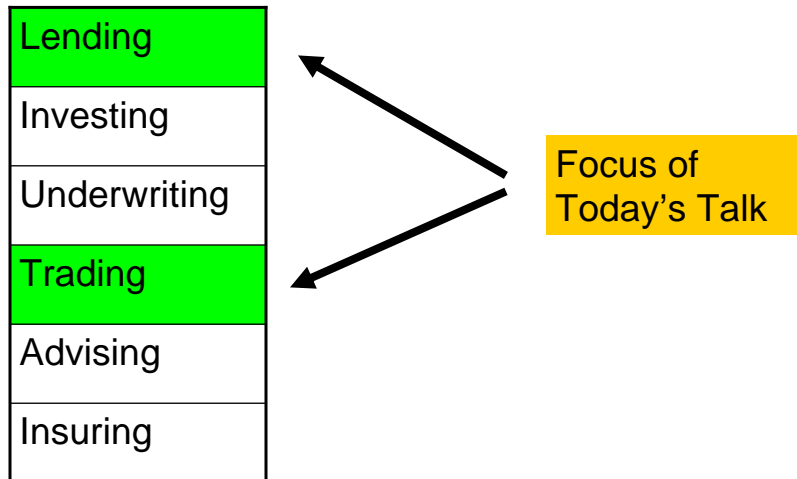 Lending
Investing
Underwriting
Trading
Advising
Insuring
Focus of
Today's Talk